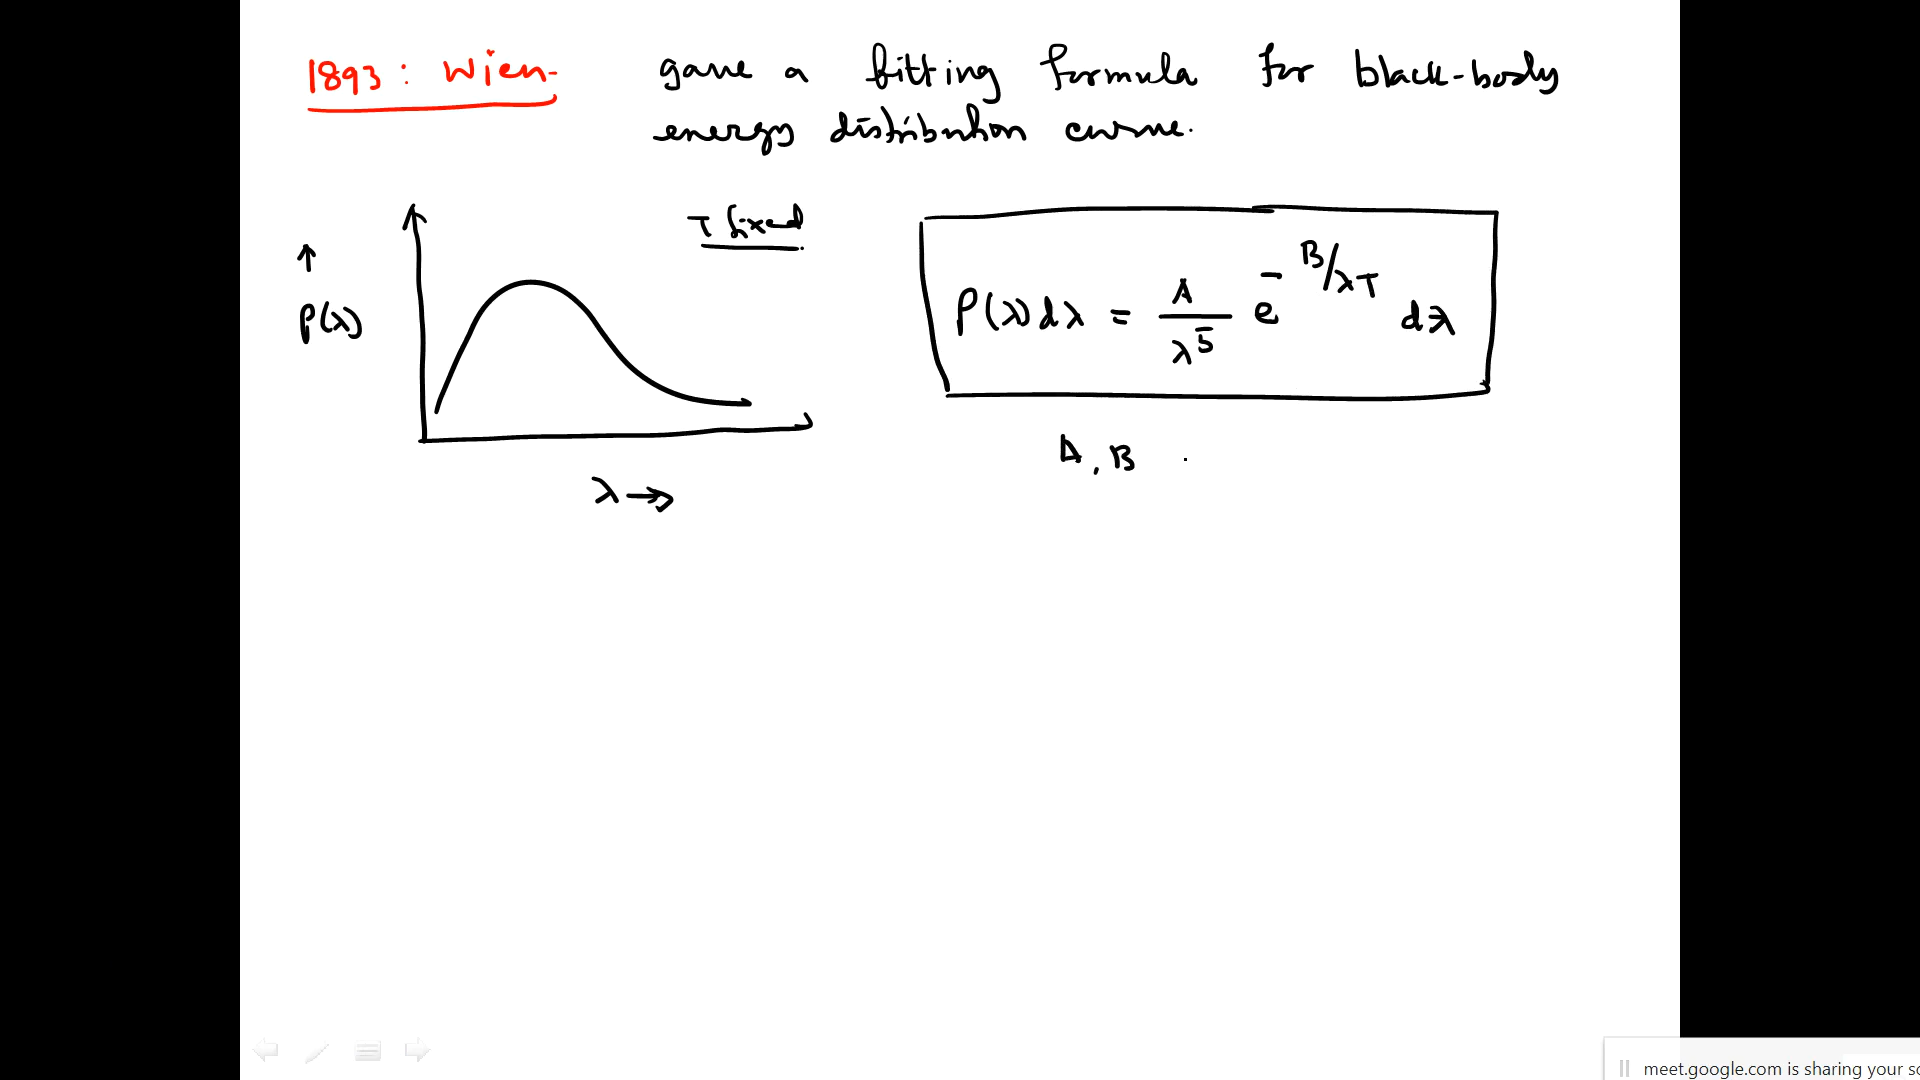 1893 : Wien- gave a fitting formula for black-body
energy distribution curve.
T fixed
↑
P(λ)
P(λ)dλ = A/λ⁵ e^(-B/λT) dλ
A, B
λ →
meet.google.com is sharing your sc